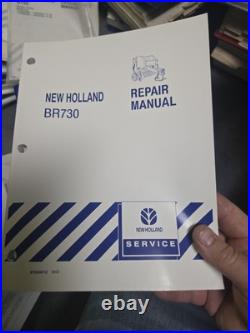 NEW HOLLAND
BR730
REPAIR
MANUAL
NEW HOLLAND
SERVICE